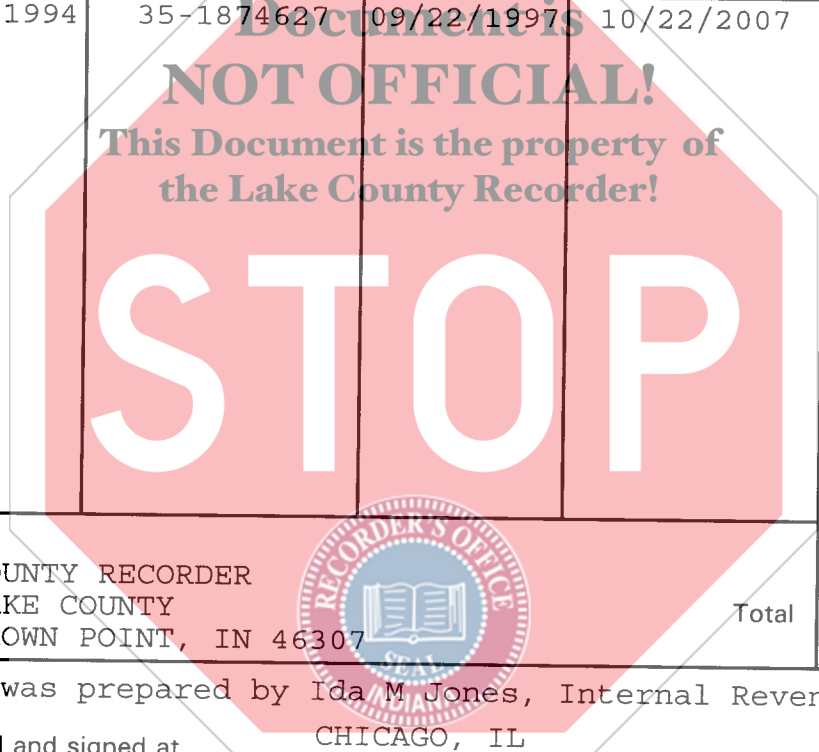 1994 35-1874627 09/22/1997 10/22/2007
Document is
NOT OFFICIAL!
This Document is the property of
the Lake County Recorder!
STOP
RECORDER'S OFFICE
SEAL
INDIANA
UNTY RECORDER
KE COUNTY
OWN POINT, IN 46307
Total
was prepared by Ida M Jones, Internal Rever
and signed at
CHICAGO, IL